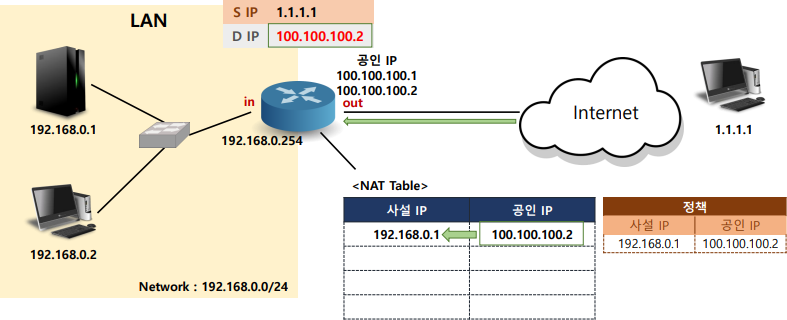 LAN
S IP 1.1.1.1
D IP 100.100.100.2
공인 IP
100.100.100.1
100.100.100.2
in
out
192.168.0.1
192.168.0.254
Internet
1.1.1.1
192.168.0.2
Network : 192.168.0.0/24
<NAT Table>
사설 IP 공인 IP
192.168.0.1 100.100.100.2
정책
사설 IP 공인 IP
192.168.0.1 100.100.100.2